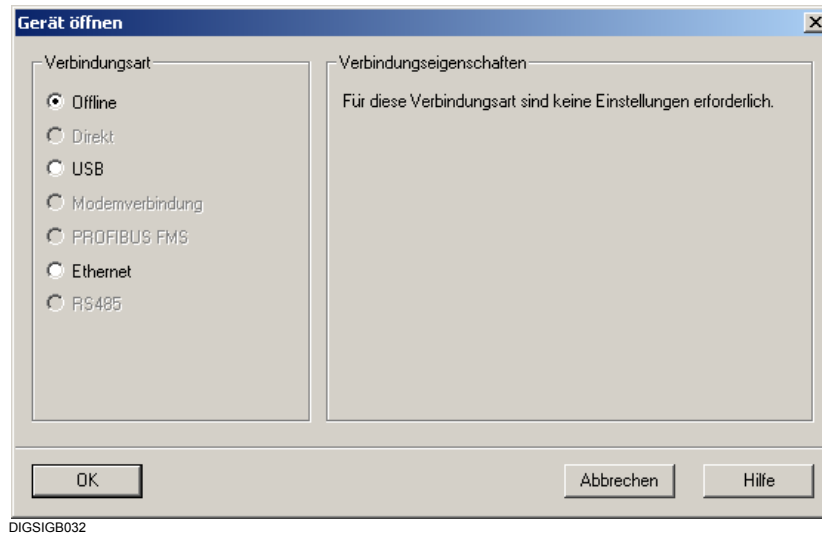 Gerät öffnen
Verbindungsart
Offline
Direkt
USB
Modemverbindung
PROFIBUS FMS
Ethernet
RS485
Verbindungseigenschaften
Für diese Verbindungsart sind keine Einstellungen erforderlich.
OK
Abbrechen
Hilfe
DIGSIGB032